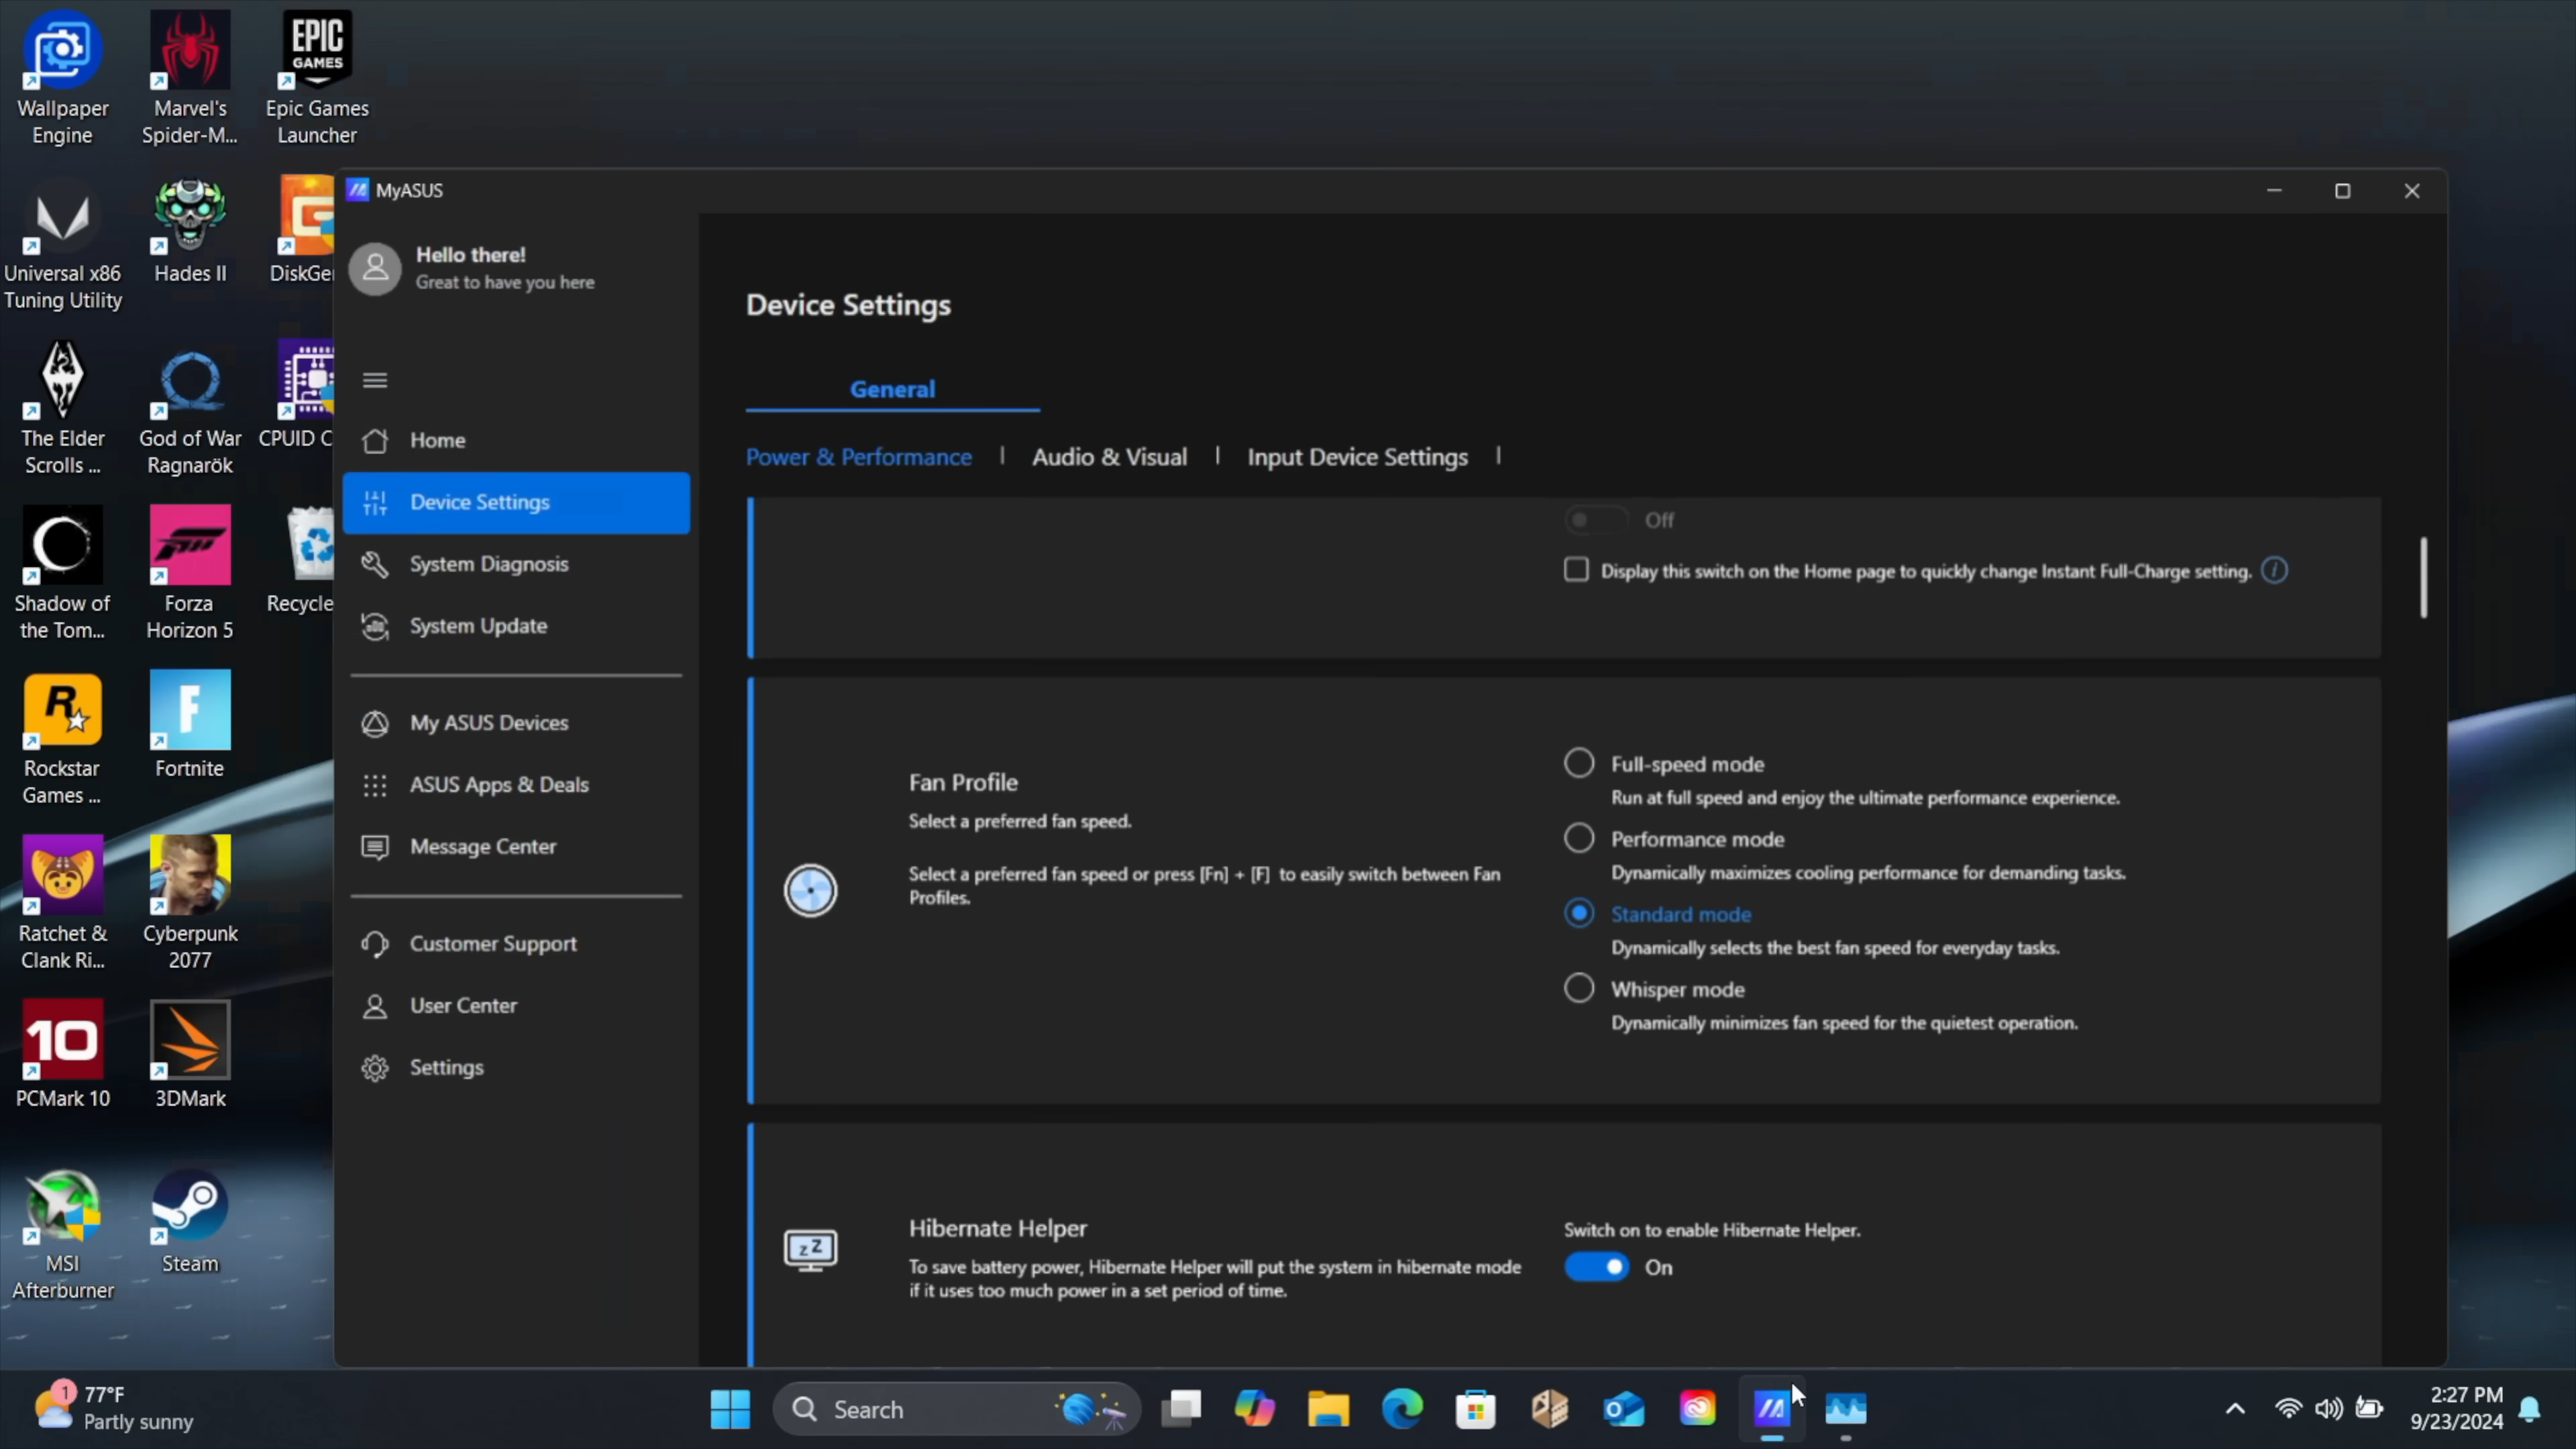 EPIC
GAMES
Wallpaper
Engine
Marvel's
Spider-M...
Epic Games
Launcher
Universal x86
Tuning Utility
Hades II
DiskGe
The Elder
Scrolls ...
God of War
Ragnarök
CPUID C
Shadow of
the Tom...
Forza
Horizon 5
Recycle
R
Rockstar
Games ...
F
Fortnite
Ratchet &
Clank Ri...
Cyberpunk
2077
10
PCMark 10
3DMark
MSI
Afterburner
Steam
MyASUS
Hello there!
Great to have you here
Home
Device Settings
System Diagnosis
System Update
My ASUS Devices
ASUS Apps & Deals
Message Center
Customer Support
User Center
Settings
Device Settings
General
Power & Performance | Audio & Visual | Input Device Settings |
Off
Display this switch on the Home page to quickly change Instant Full-Charge setting. i
Fan Profile
Select a preferred fan speed.
Select a preferred fan speed or press [Fn] + [F] to easily switch between Fan
Profiles.
Full-speed mode
Run at full speed and enjoy the ultimate performance experience.
Performance mode
Dynamically maximizes cooling performance for demanding tasks.
Standard mode
Dynamically selects the best fan speed for everyday tasks.
Whisper mode
Dynamically minimizes fan speed for the quietest operation.
zZ
Hibernate Helper
To save battery power, Hibernate Helper will put the system in hibernate mode
if it uses too much power in a set period of time.
Switch on to enable Hibernate Helper.
On
1
77°F
Partly sunny
Search
2:27 PM
9/23/2024